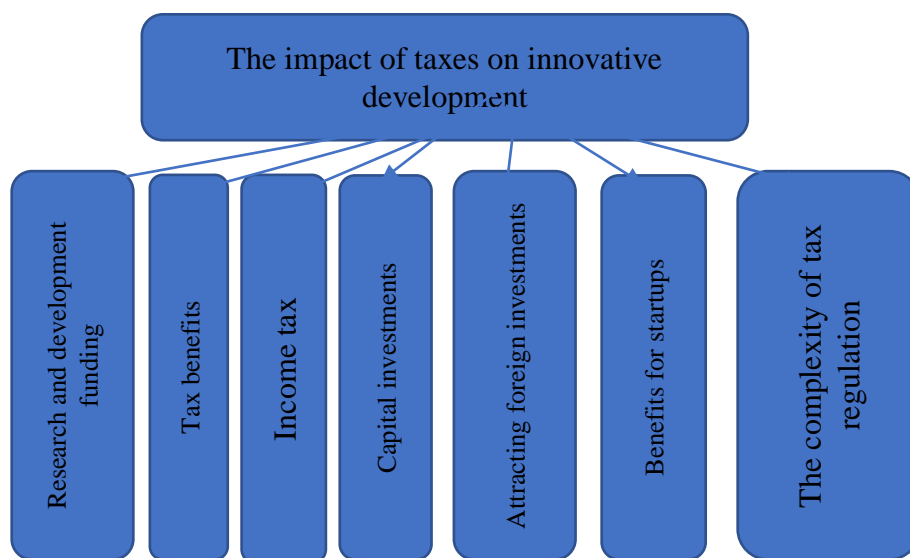 The impact of taxes on innovative
development
Research and development
funding
Tax benefits
Income tax
Capital investments
Attracting foreign investments
Benefits for startups
The complexity of tax
regulation